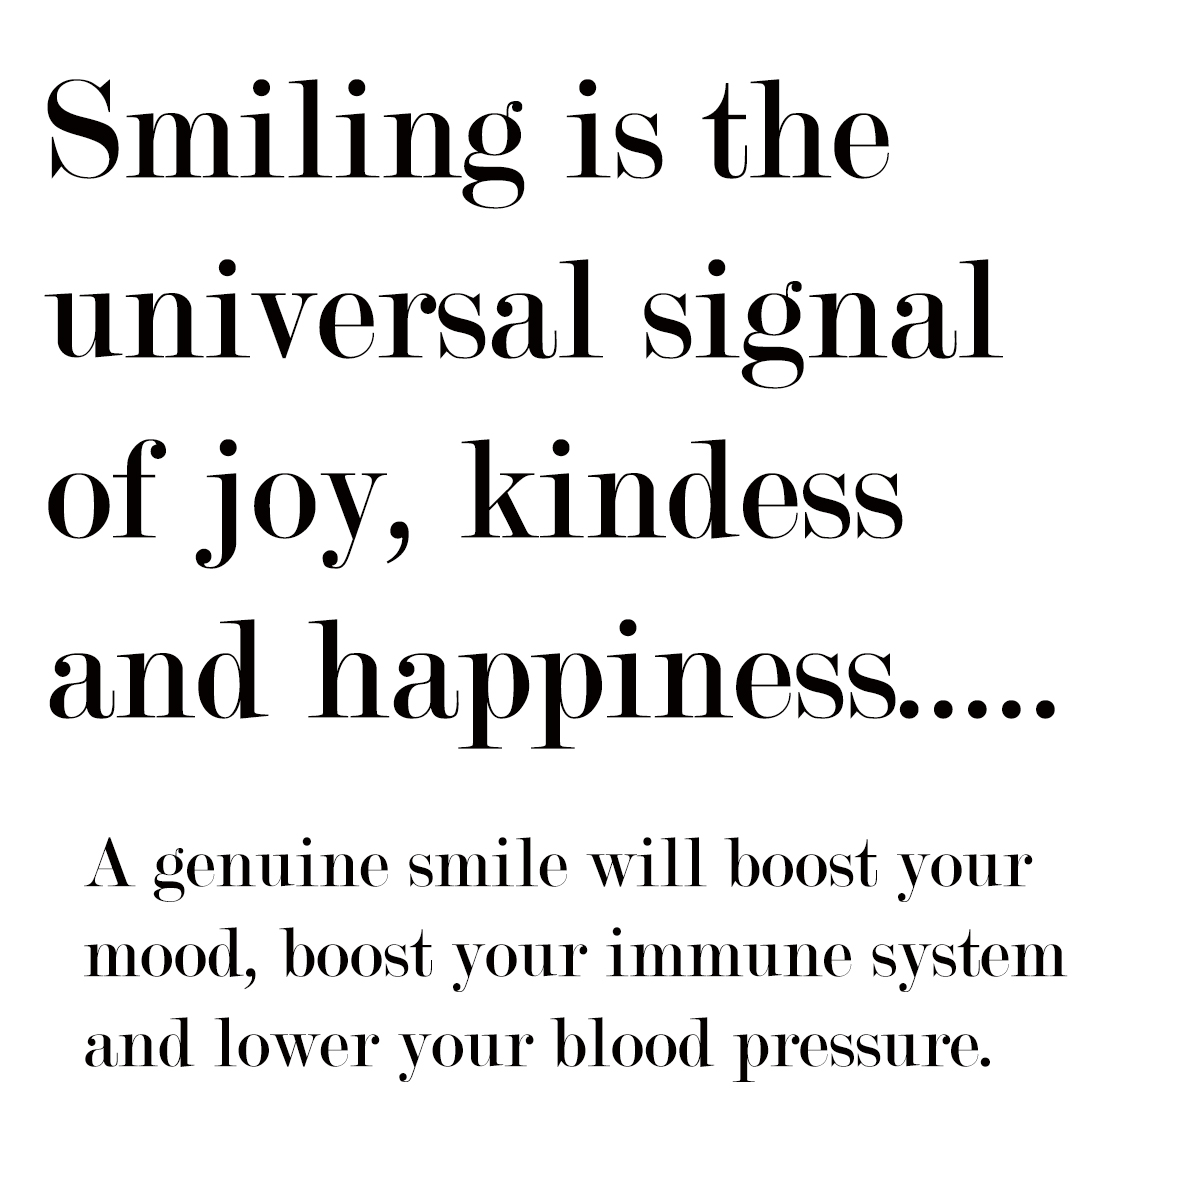 Smiling is the
universal signal
of joy, kindess
and happiness.....
A genuine smile will boost your
mood, boost your immune system
and lower your blood pressure.